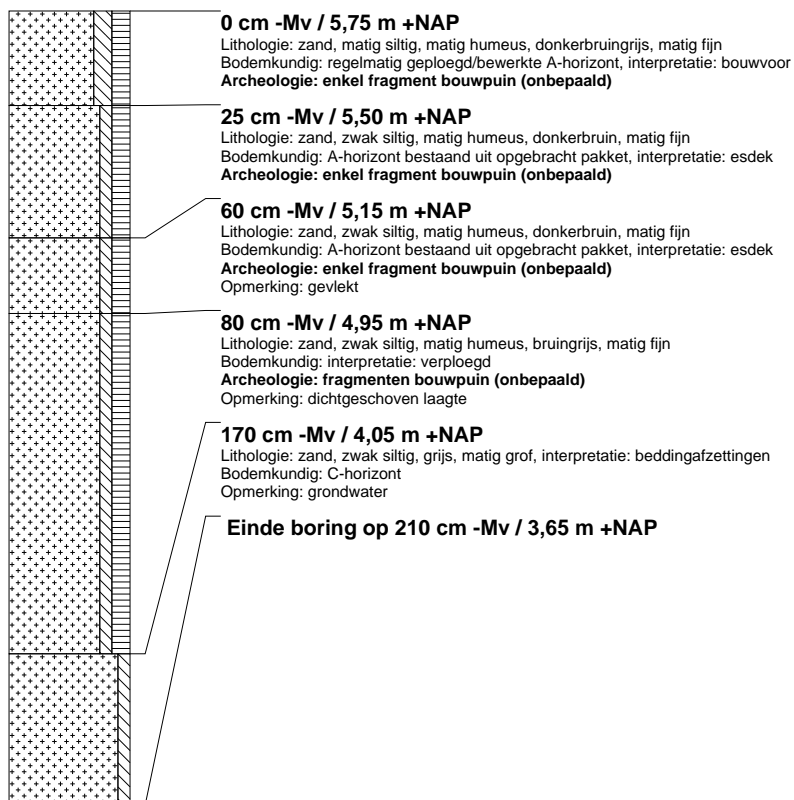 0 cm -Mv / 5,75 m +NAP
Lithologie: zand, matig siltig, matig humeus, donkerbruingrijs, matig fijn
Bodemkundig: regelmatig geploegd/bewerkte A-horizont, interpretatie: bouwvoor
Archeologie: enkel fragment bouwpuin (onbepaald)
25 cm -Mv / 5,50 m +NAP
Lithologie: zand, zwak siltig, matig humeus, donkerbruin, matig fijn
Bodemkundig: A-horizont bestaand uit opgebracht pakket, interpretatie: esdek
Archeologie: enkel fragment bouwpuin (onbepaald)
60 cm -Mv / 5,15 m +NAP
Lithologie: zand, zwak siltig, matig humeus, donkerbruin, matig fijn
Bodemkundig: A-horizont bestaand uit opgebracht pakket, interpretatie: esdek
Archeologie: enkel fragment bouwpuin (onbepaald)
Opmerking: gevlekt
80 cm -Mv / 4,95 m +NAP
Lithologie: zand, zwak siltig, matig humeus, bruingrijs, matig fijn
Bodemkundig: interpretatie: verploegd
Archeologie: fragmenten bouwpuin (onbepaald)
Opmerking: dichtgeschoven laagte
170 cm -Mv / 4,05 m +NAP
Lithologie: zand, zwak siltig, grijs, matig grof, interpretatie: beddingafzettingen
Bodemkundig: C-horizont
Opmerking: grondwater
Einde boring op 210 cm -Mv / 3,65 m +NAP